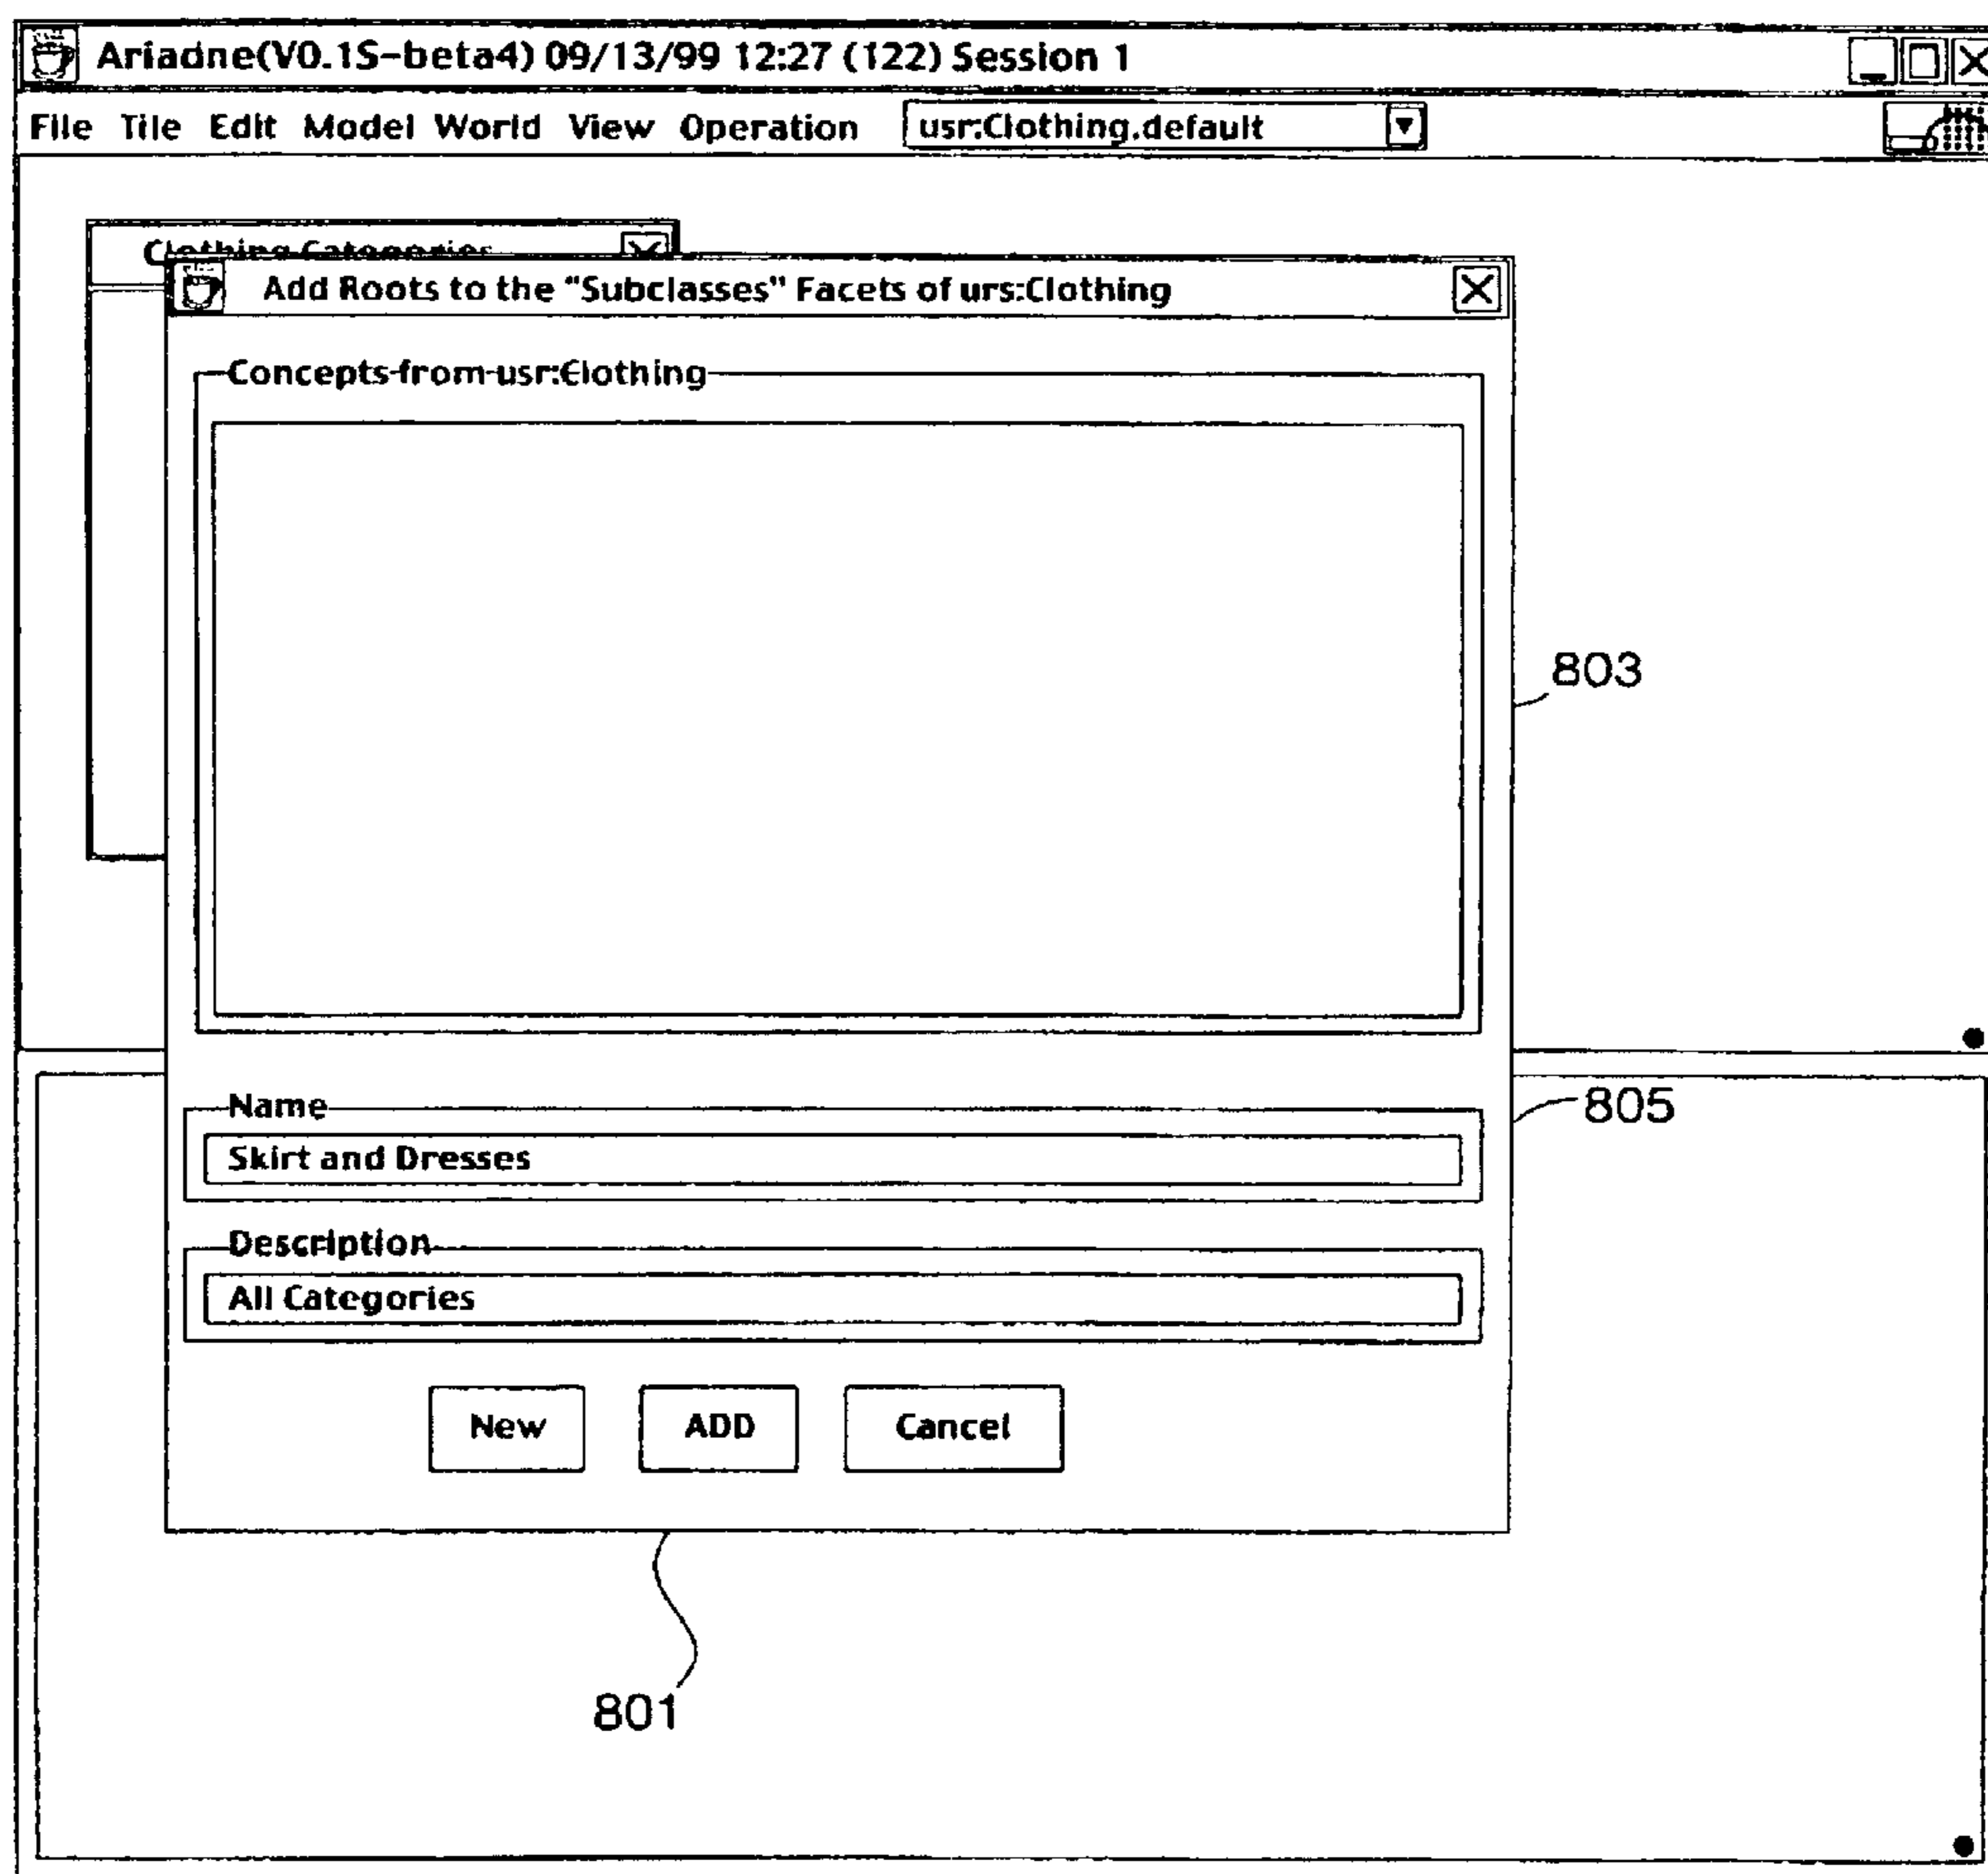 Ariadne(V0.1S-beta4) 09/13/99 12:27 (122) Session 1
File Tile Edit Model World View Operation usr:Clothing.default
Clothing Categories
Add Roots to the "Subclasses" Facets of urs:Clothing
Concepts-from-usr:Clothing
803
Name
805
Skirt and Dresses
Description
All Categories
New ADD Cancel
801